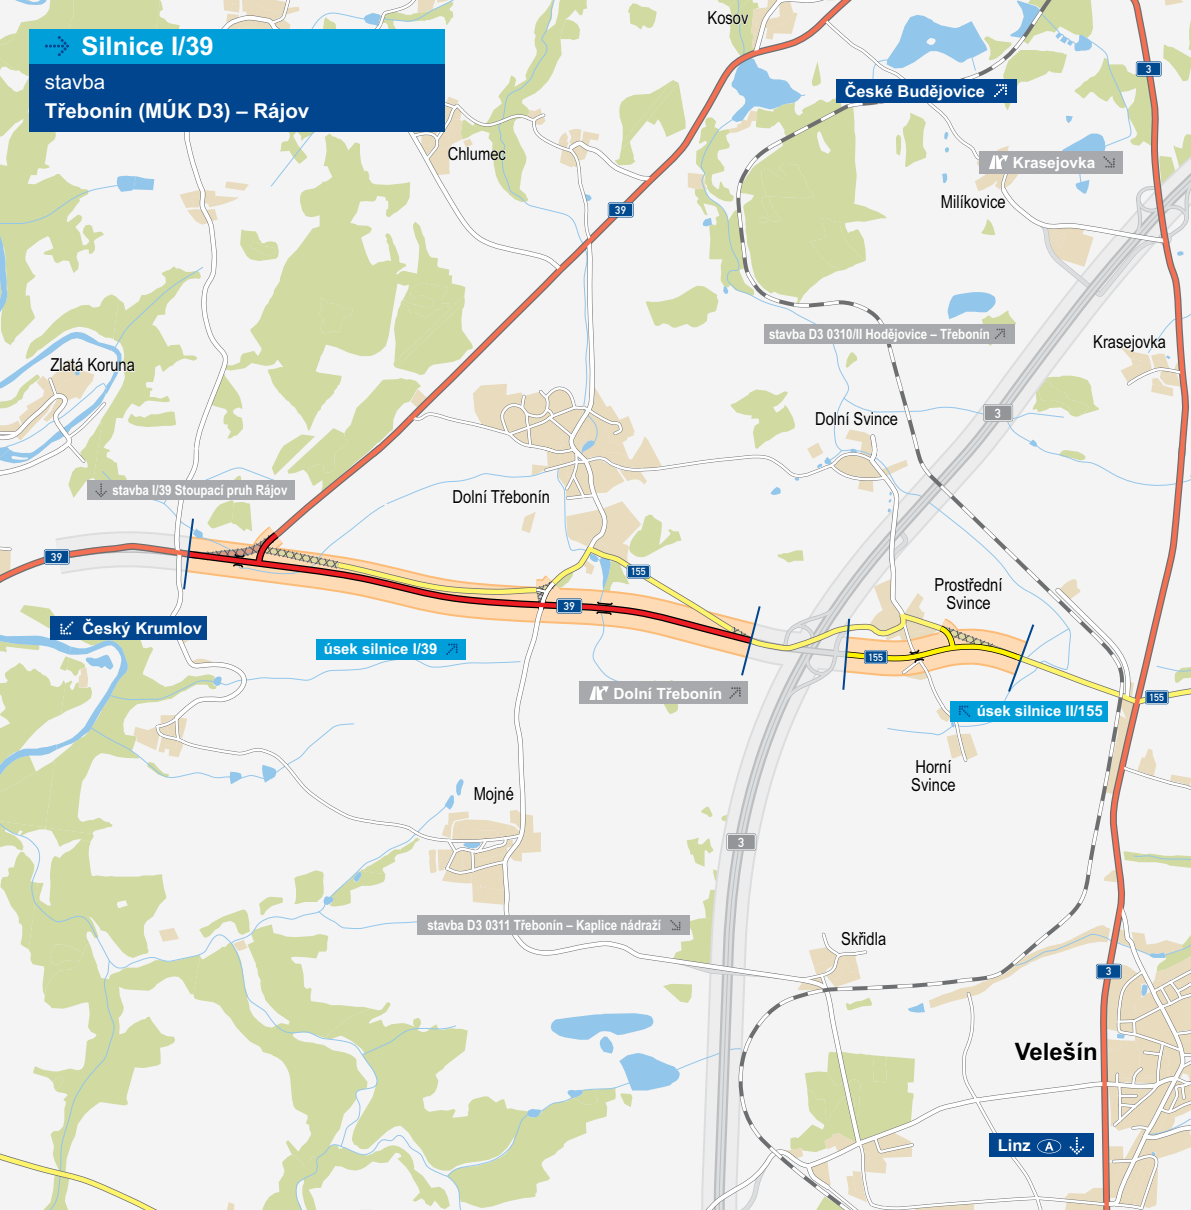 Silnice I/39
stavba
Třebonín (MÚK D3) – Rájov
Kosov
3
České Budějovice
Chlumec
Krasejovka
Milíkovice
39
stavba D3 0310/II Hodějovice – Třebonín
Krasejovka
Zlatá Koruna
3
Dolní Svince
stavba I/39 Stoupací pruh Rájov
Dolní Třebonín
39
155
Prostřední
Svince
39
Český Krumlov
úsek silnice I/39
155
Dolní Třebonín
155
úsek silnice II/155
Horní
Svince
Mojné
3
stavba D3 0311 Třebonín – Kaplice nádraží
Skřidla
3
Velešín
Linz A